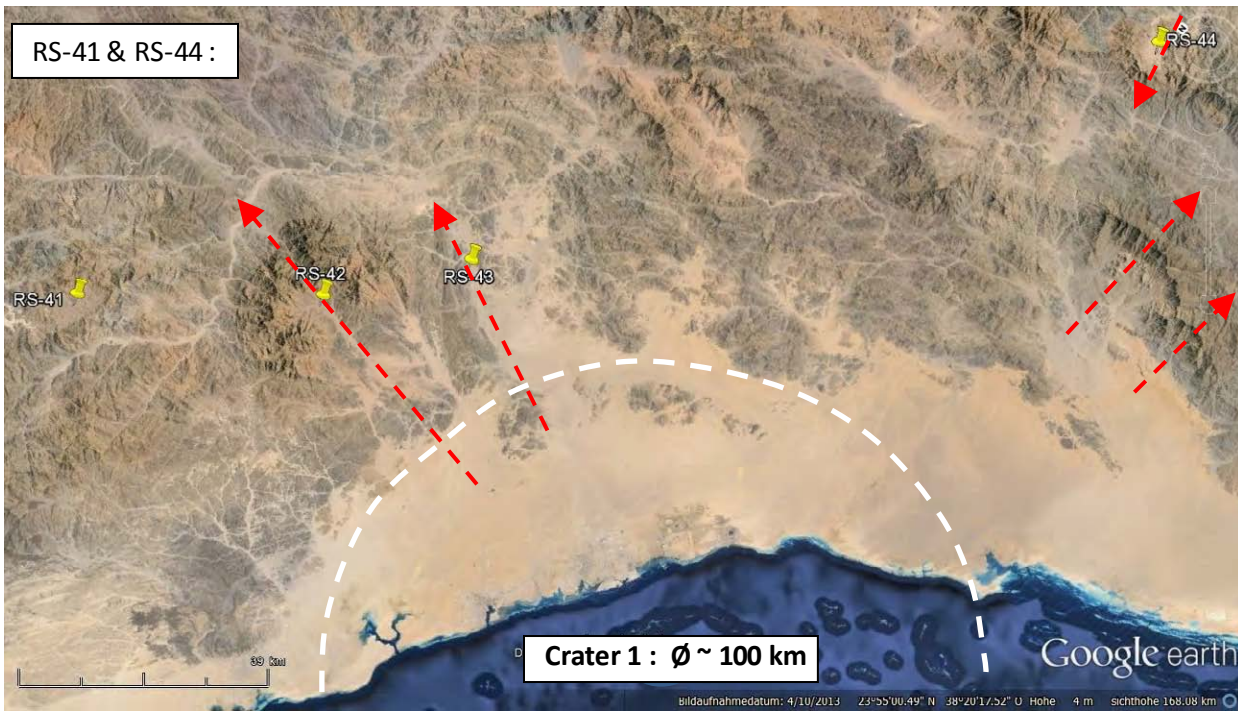 RS-41 & RS-44 :
RS-44
RS-42
RS-43
RS-41
39 km
Crater 1 : Ø ~ 100 km
Google earth
Bildaufnahmedatum: 4/10/2013 23°55'00.49" N 38°20'17.52" O Höhe 4 m sichthöhe 168.08 km